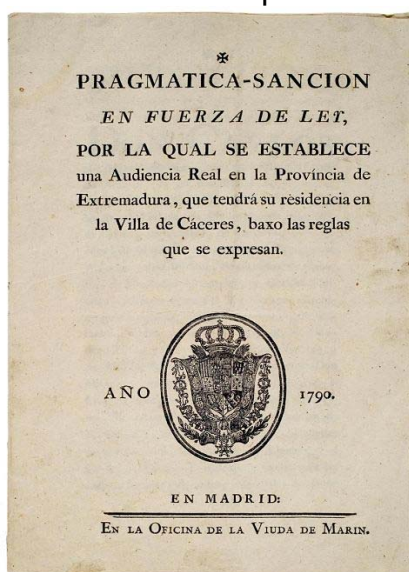 ✠
PRAGMATICA-SANCION
EN FUERZA DE LEY,
POR LA QUAL SE ESTABLECE
una Audiencia Real en la Província de
Extremadura, que tendrá su residencia en
la Villa de Cáceres, baxo las reglas
que se expresan.
AÑO 1790.
EN MADRID:
EN LA OFICINA DE LA VIUDA DE MARIN.